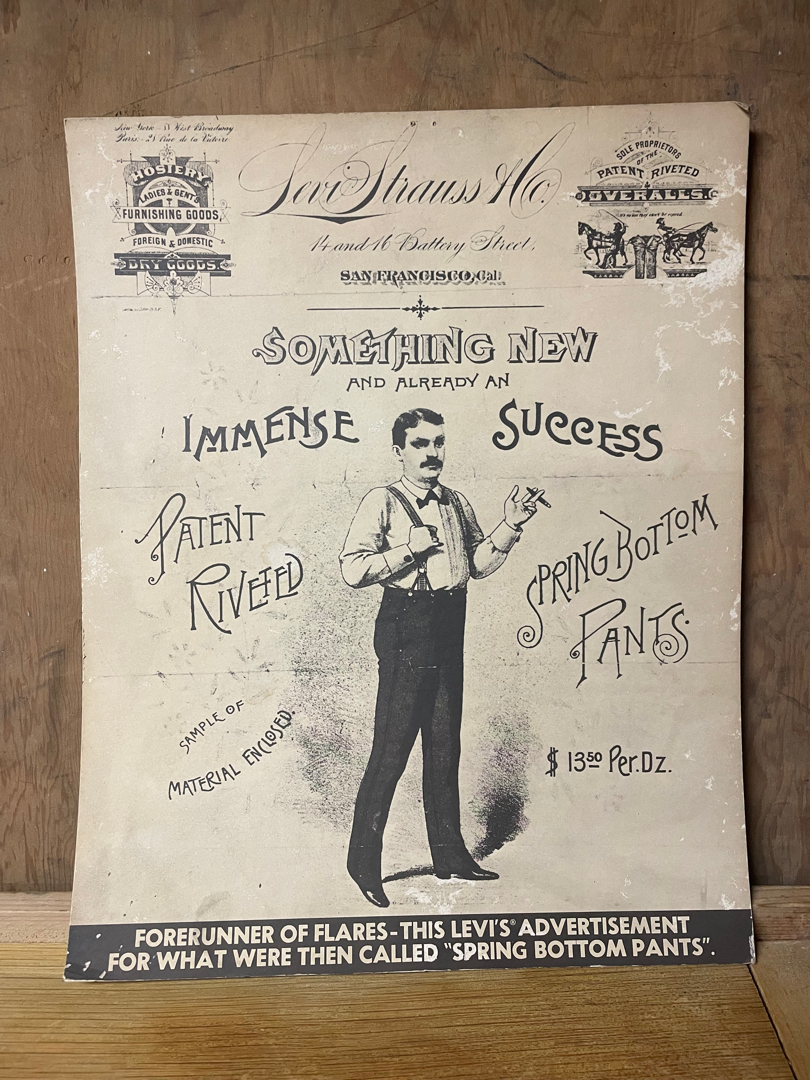 New York - 13 West Broadway
Paris - 21 Rue de la Victoire
HOSIERY,
LADIES & GENTS
FURNISHING GOODS,
FOREIGN & DOMESTIC
DRY GOODS.
Levi Strauss & Co.
14 and 16 Battery Street,
SAN FRANCISCO, Cal.
SOLE PROPRIETORS
OF THE
PATENT RIVETED
OVERALLS.
SOMETHING NEW
AND ALREADY AN
IMMENSE SUCCESS
PATENT
RIVETED
SPRING BOTTOM
PANTS.
SAMPLE OF
MATERIAL ENCLOSED.
$ 13 50 Per. Dz.
FORERUNNER OF FLARES-THIS LEVI'S® ADVERTISEMENT
FOR WHAT WERE THEN CALLED "SPRING BOTTOM PANTS".